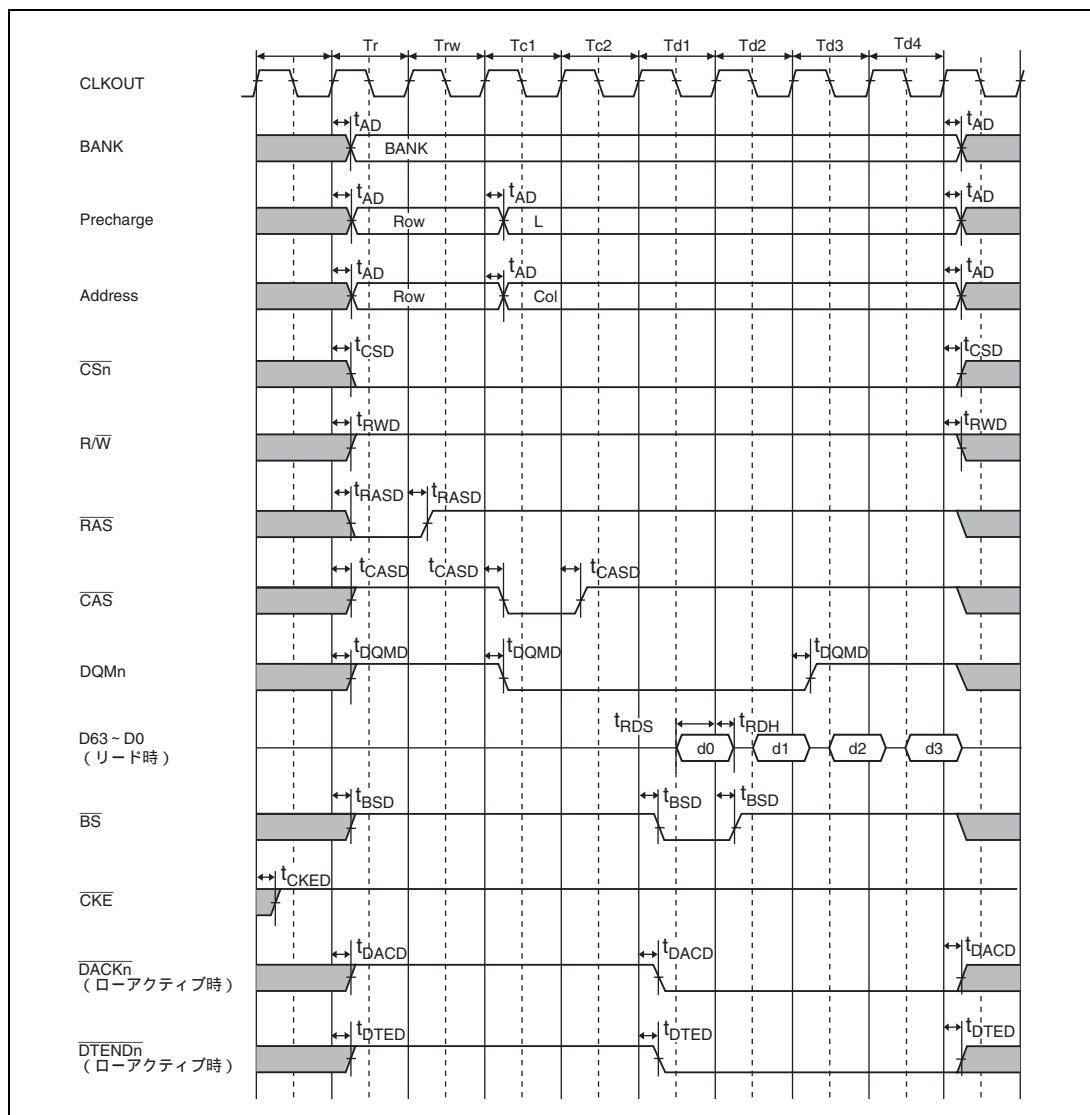 Tr Trw Tc1 Tc2 Td1 Td2 Td3 Td4
CLKOUT
tAD tAD
BANK BANK
tAD tAD tAD
Precharge Row L
tAD tAD tAD
Address Row Col
tCSD tCSD
CSn
tRWD tRWD
R/W
tRASD tRASD
RAS
tCASD tCASD tCASD
CAS
tDQMD tDQMD tDQMD
DQMn
tRDS tRDH
D63~D0 d0 d1 d2 d3
(リード時)
tBSD tBSD tBSD
BS
tCKED
CKE
tDACD tDACD tDACD
DACKn
(ローアクティブ時)
tDTED tDTED tDTED
DTENDn
(ローアクティブ時)